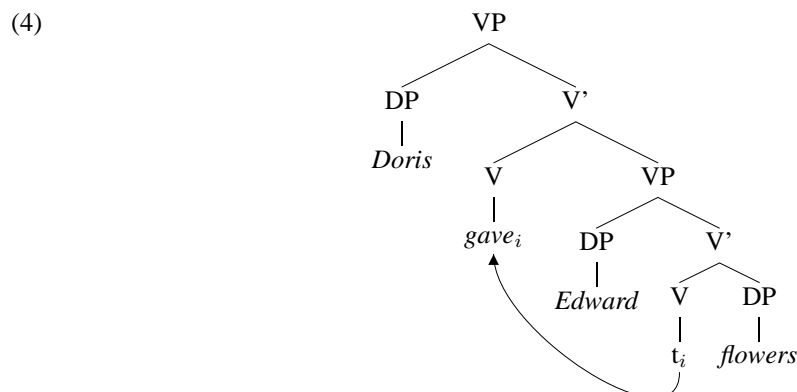 (4)
VP
DP V'
Doris
V VP
gave_i
DP V'
Edward
V DP
t_i flowers